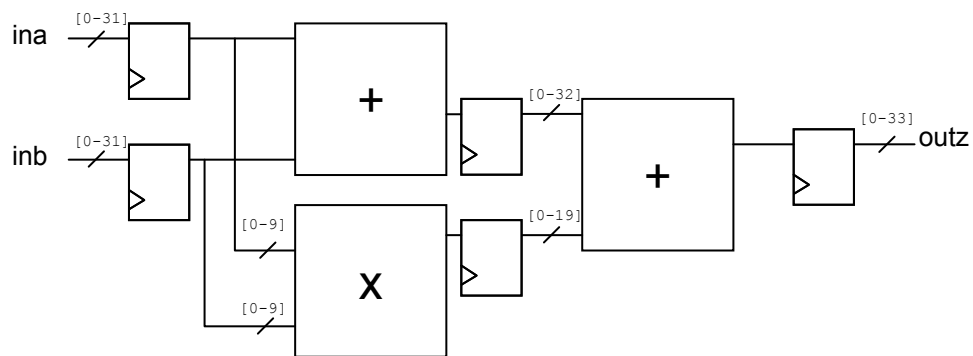 ina
[0-31]
+
[0-32]
[0-33]
outz
inb
[0-31]
+
[0-9]
[0-19]
[0-9]
X